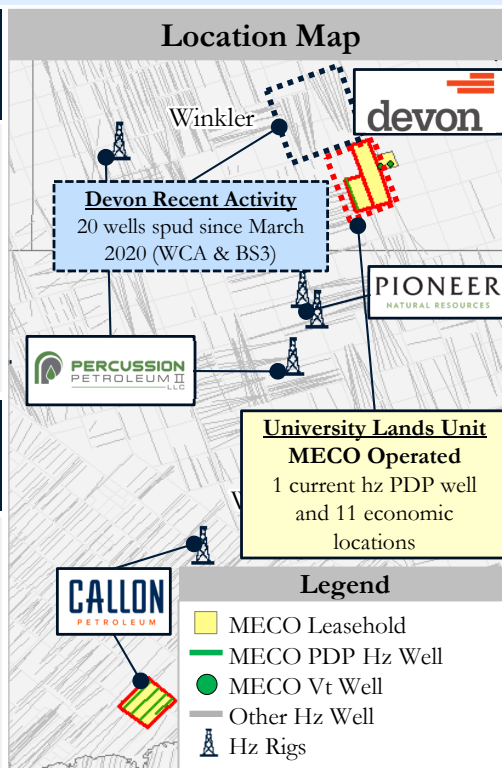 Location Map
Winkler
devon
Devon Recent Activity
20 wells spud since March
2020 (WCA & BS3)
PIONEER
NATURAL RESOURCES
PERCUSSION
PETROLEUM II
LLC
University Lands Unit
MECO Operated
1 current hz PDP well
and 11 economic
locations
W
CALLON
PETROLEUM
Legend
MECO Leasehold
MECO PDP Hz Well
MECO Vt Well
Other Hz Well
Hz Rigs